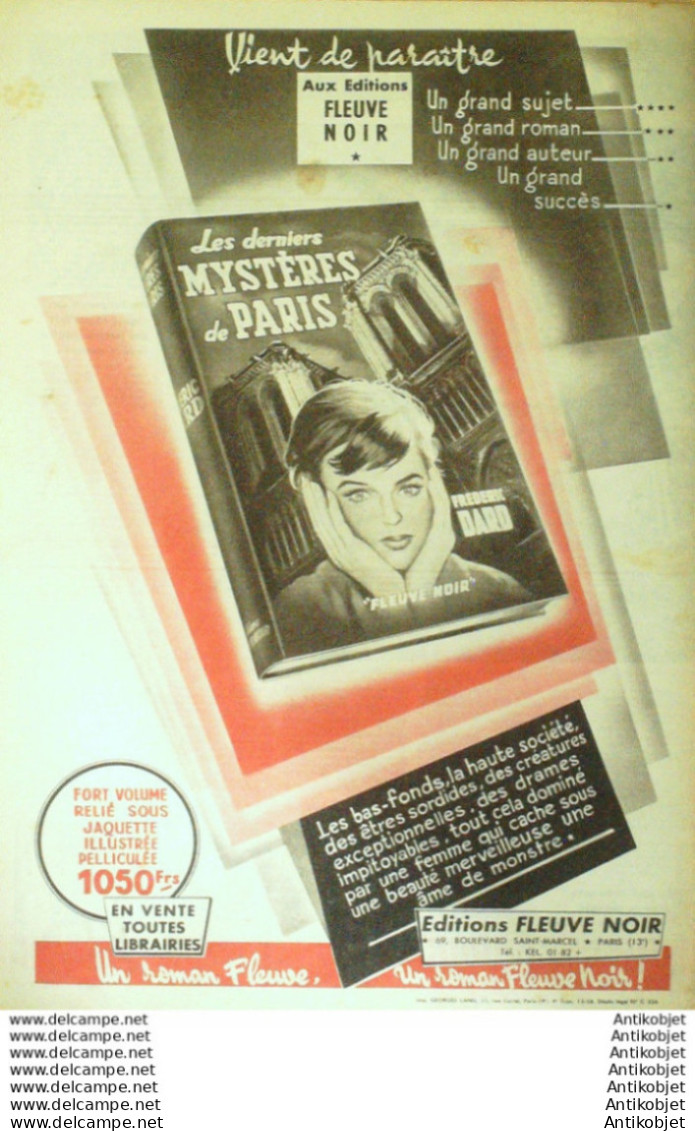 Vient de paraître
Aux Editions
FLEUVE
NOIR
Un grand sujet
Un grand roman
Un grand auteur
Un grand
succès
Les derniers
MYSTÈRES
de PARIS
FRÉDÉRIC
DARD
"FLEUVE NOIR"
Les bas-fonds, la haute société,
des êtres sordides, des créatures
exceptionnelles, des drames
impitoyables, tout cela dominé
par une femme qui cache sous
une beauté merveilleuse une
âme de monstre.
FORT VOLUME
RELIÉ SOUS
JAQUETTE
ILLUSTRÉE
PELLICULÉE
1050 Frs
EN VENTE
TOUTES
LIBRAIRIES
Editions FLEUVE NOIR
69, BOULEVARD SAINT-MARCEL * PARIS (13e)
Tél. : KEL. 01-82
Un roman Fleuve, Un roman Fleuve Noir !
www.delcampe.net Antikobjet
www.delcampe.net Antikobjet
www.delcampe.net Antikobjet
www.delcampe.net Antikobjet
www.delcampe.net Antikobjet
www.delcampe.net Antikobjet
www.delcampe.net Antikobjet